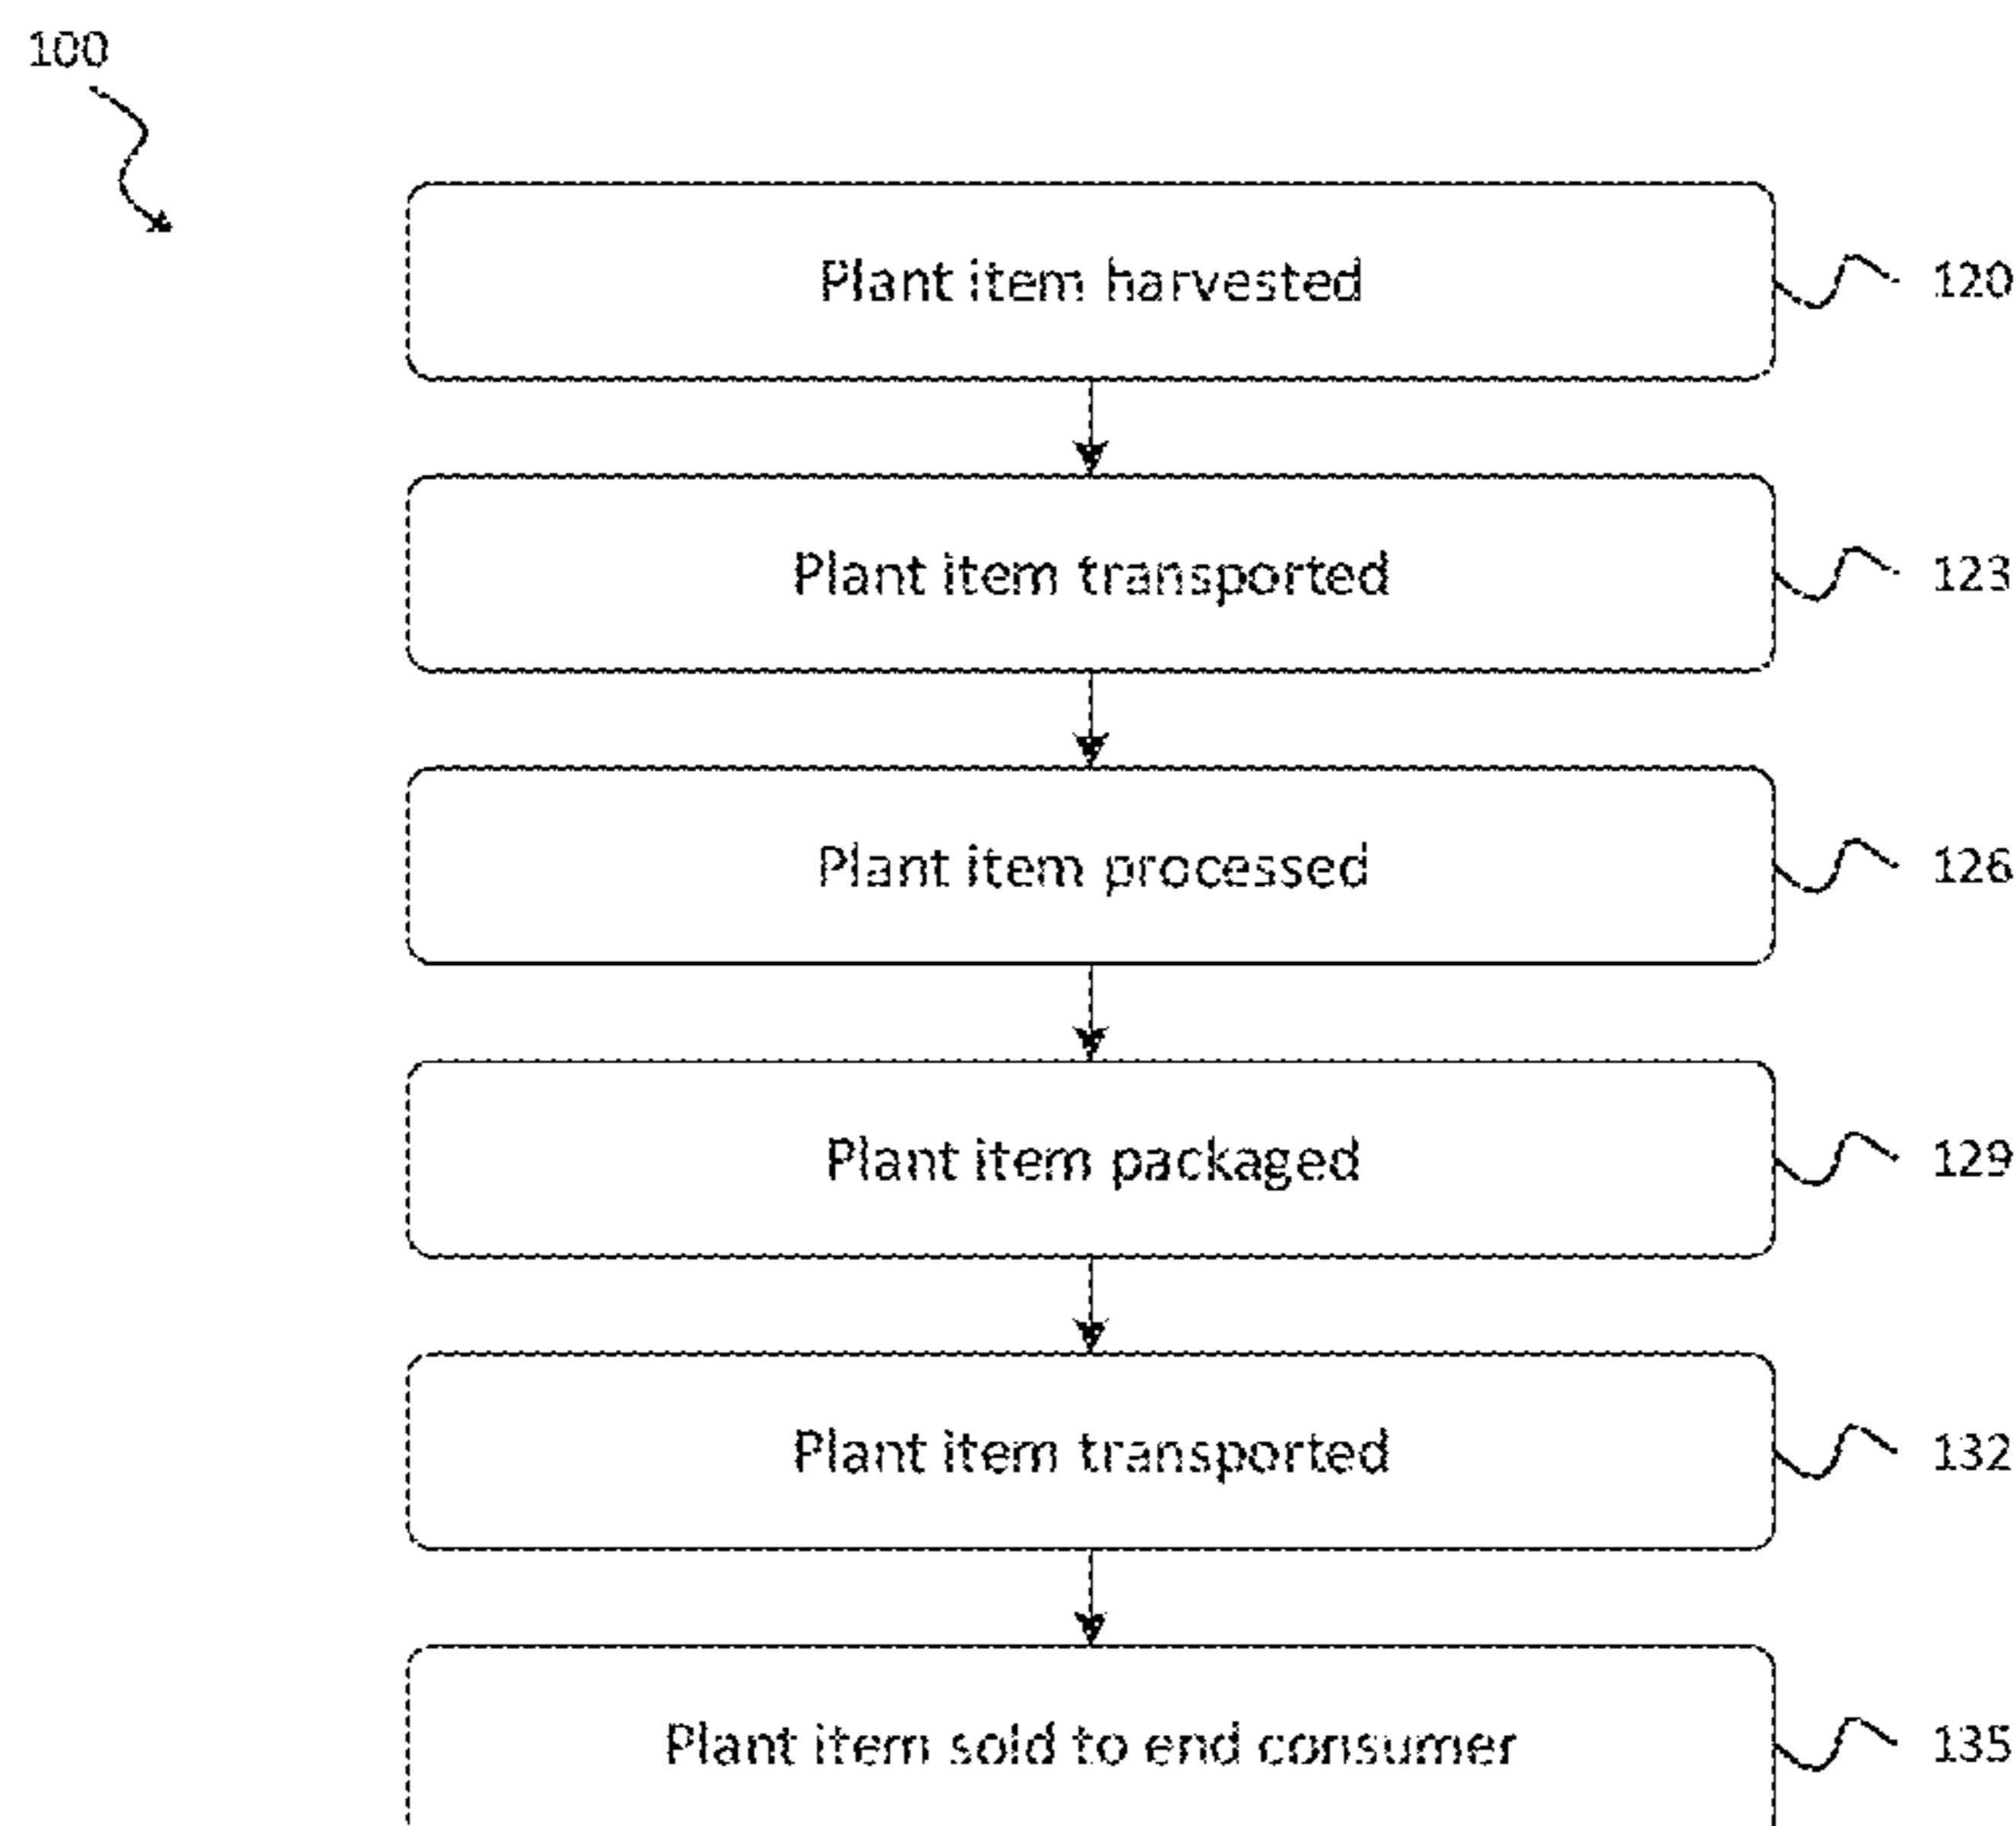 100
Plant item harvested
120
Plant item transported
123
Plant item processed
126
Plant item packaged
129
Plant item transported
132
Plant item sold to end consumer
135